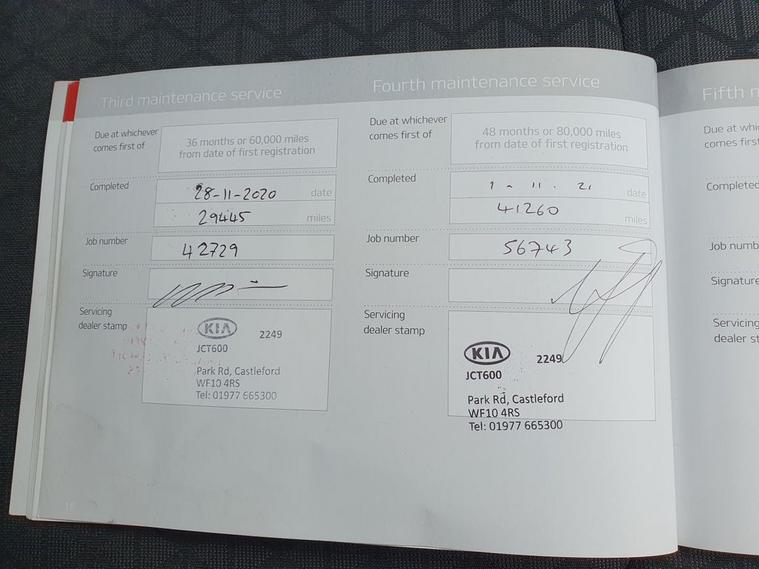 Third maintenance service
Due at whichever
comes first of
36 months or 60,000 miles
from date of first registration
Completed
28-11-2020 date
29445 miles
Job number
42729
Signature
Servicing
dealer stamp
KIA 2249
JCT600
Park Rd, Castleford
WF10 4RS
Tel: 01977 665300
Fourth maintenance service
Due at whichever
comes first of
48 months or 80,000 miles
from date of first registration
Completed
1 - 11 . 21 date
41260 miles
Job number
56743
Signature
Servicing
dealer stamp
KIA 2249
JCT600
Park Rd, Castleford
WF10 4RS
Tel: 01977 665300
Fifth
Due at
comes first
Completed
Job
Signature
Servicing
dealer